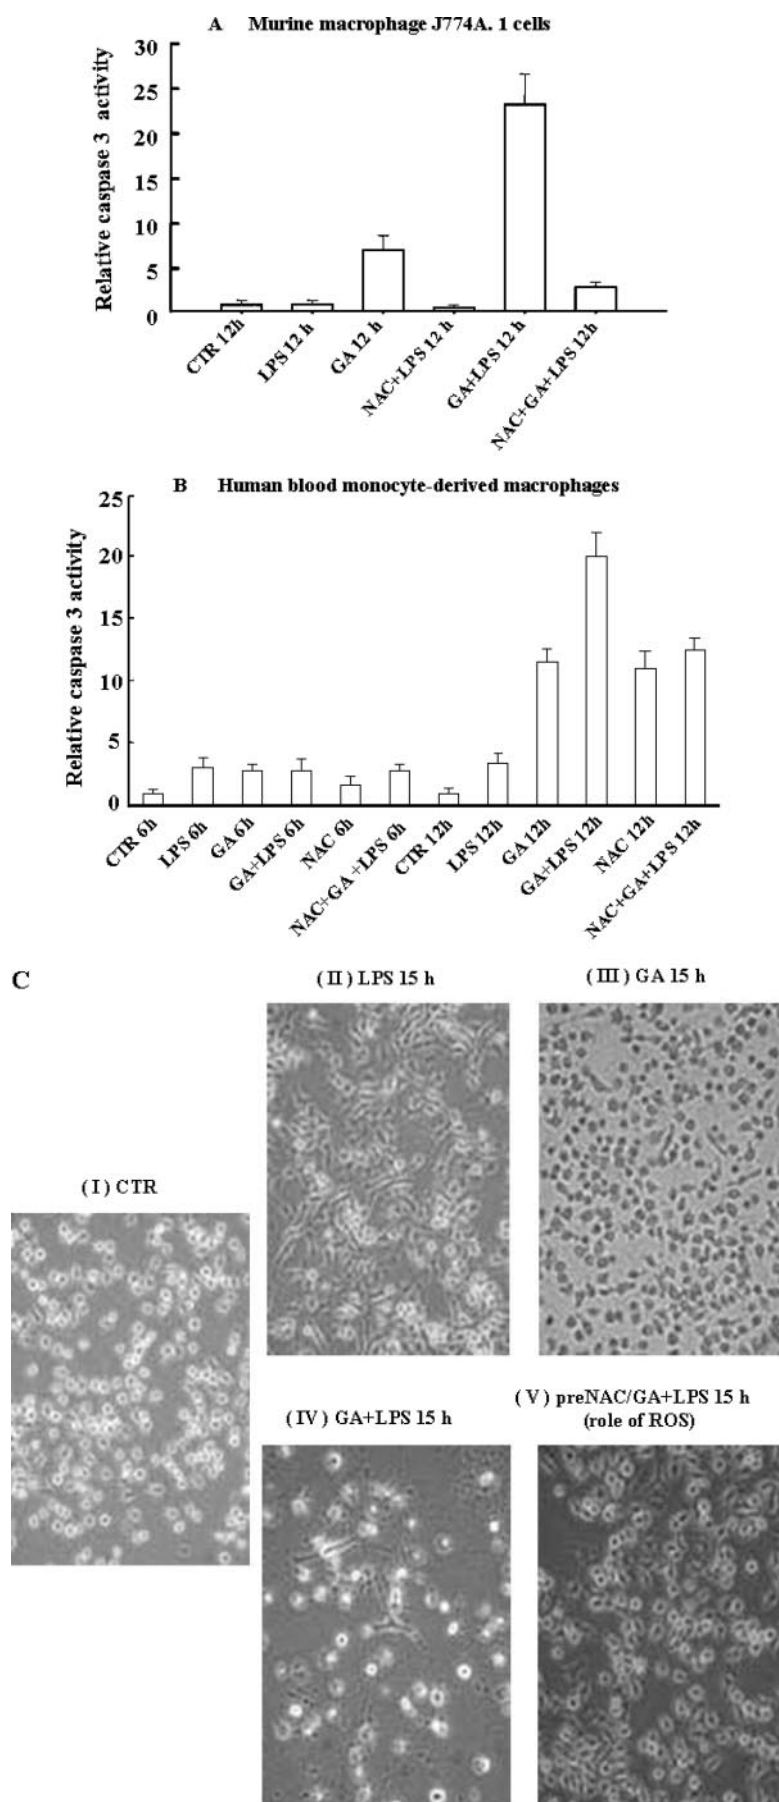 A Murine macrophage J774A. 1 cells
Relative caspase 3 activity
30
25
20
15
10
5
0
CTR 12h
LPS 12 h
GA 12 h
NAC+LPS 12 h
GA+LPS 12 h
NAC+GA+LPS 12h
B Human blood monocyte-derived macrophages
Relative caspase 3 activity
25
20
15
10
5
0
CTR 6h
LPS 6h
GA 6h
GA+LPS 6h
NAC 6h
NAC+GA +LPS 6h
CTR 12h
LPS 12h
GA 12h
GA+LPS 12h
NAC 12h
NAC+GA+LPS 12h
C
( II ) LPS 15 h
( III ) GA 15 h
( I ) CTR
( IV ) GA+LPS 15 h
( V ) preNAC/GA+LPS 15 h
(role of ROS)